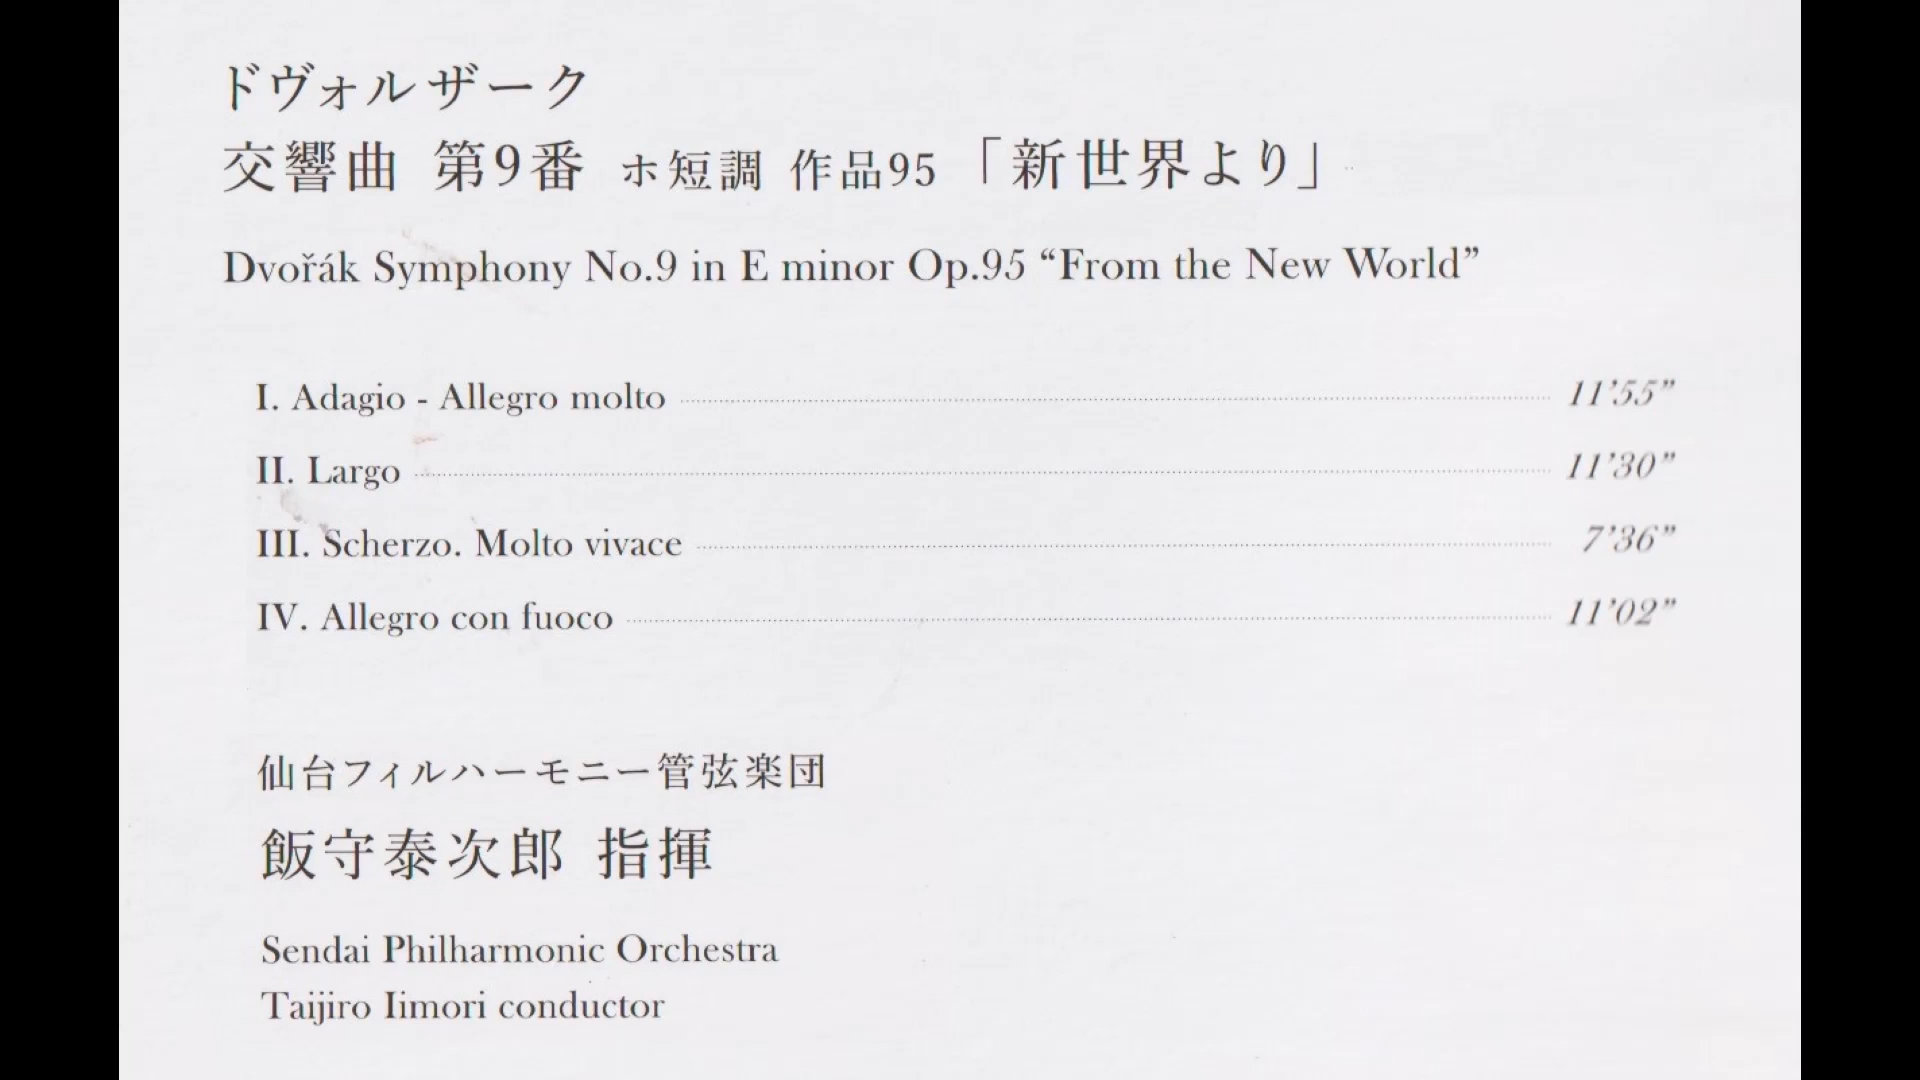 ドヴォルザーク
交響曲 第9番 ホ短調 作品95 「新世界より」
Dvořák Symphony No.9 in E minor Op.95 “From the New World”
I. Adagio - Allegro molto 11’55”
II. Largo 11’30”
III. Scherzo. Molto vivace 7’36”
IV. Allegro con fuoco 11’02”
仙台フィルハーモニー管弦楽団
飯守泰次郎 指揮
Sendai Philharmonic Orchestra
Taijiro Iimori conductor